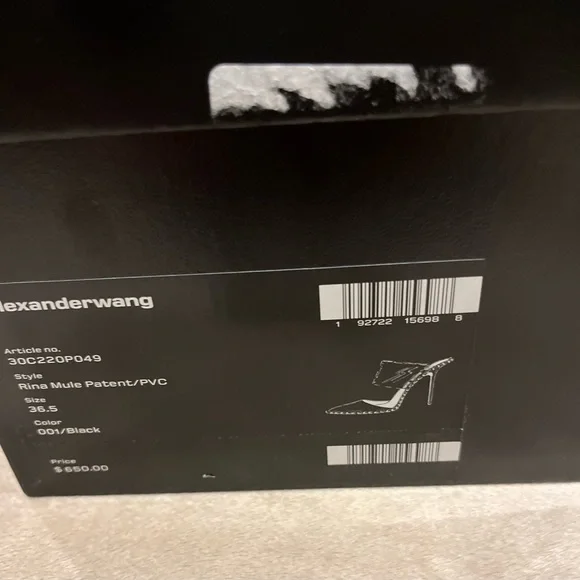 lexanderwang
1 92722 15698 8
Article no.
30C220P049
Style
Rina Mule Patent/PVC
Size
36.5
Color
001/Black
Price
$650.00